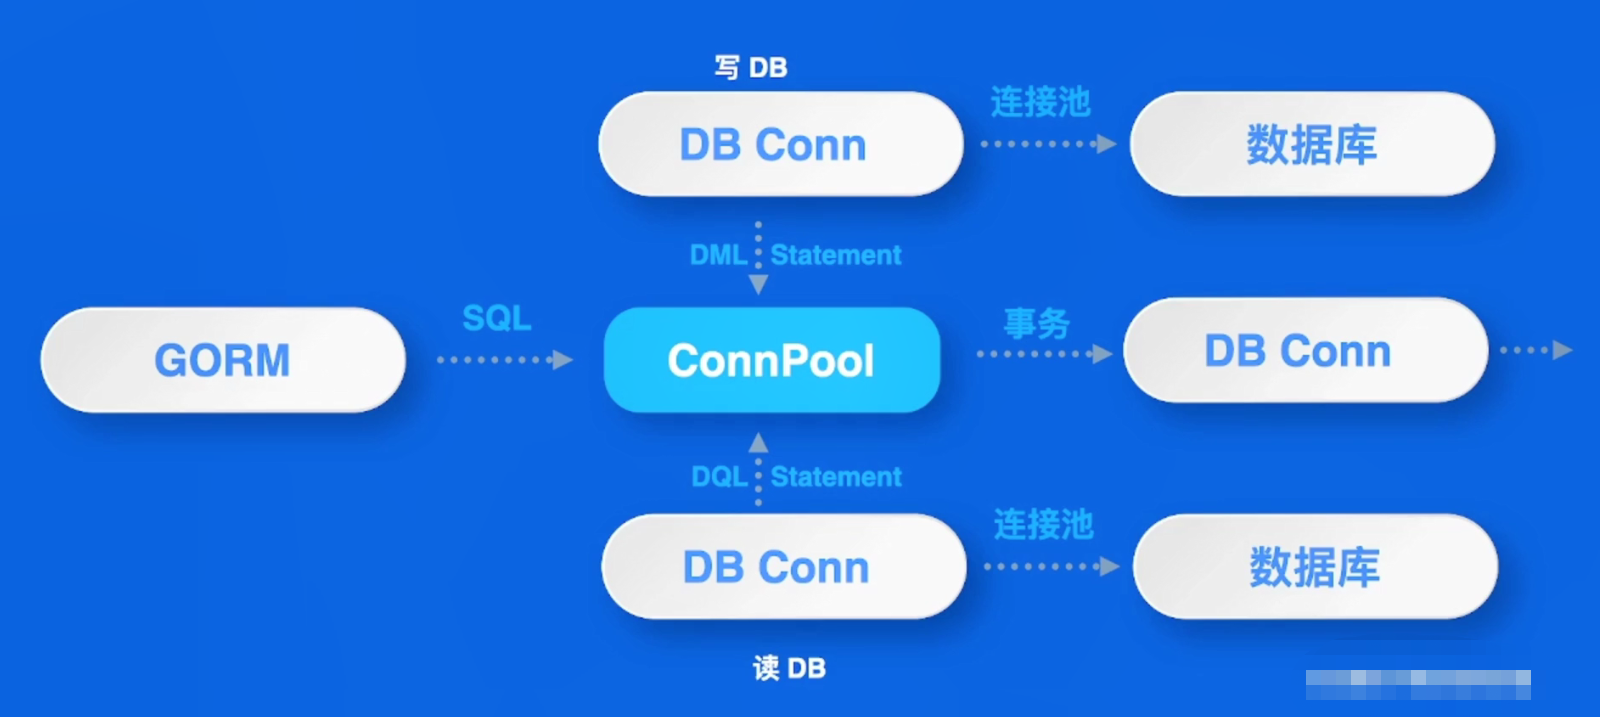 写 DB
DB Conn
连接池
数据库
DML Statement
GORM
SQL
ConnPool
事务
DB Conn
DQL Statement
DB Conn
连接池
数据库
读 DB